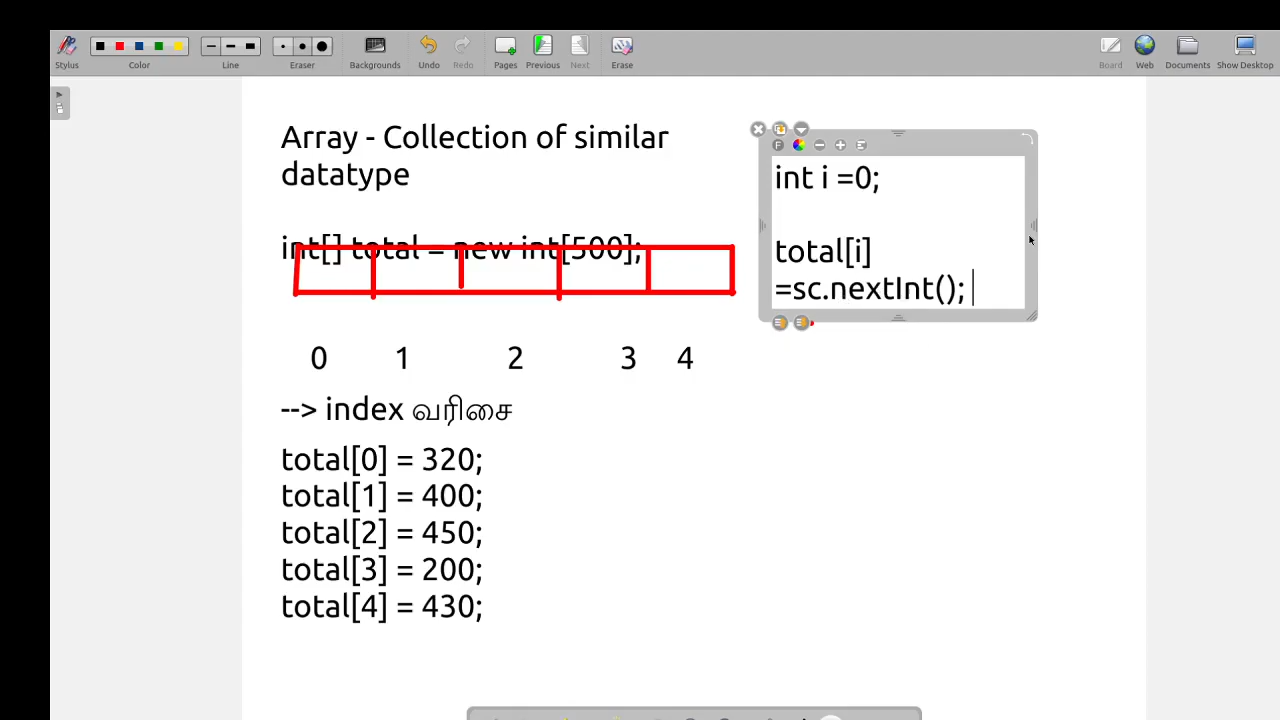 Stylus
Color
Line
Eraser
Backgrounds
Undo
Redo
Pages
Previous
Next
Erase
Board
Web
Documents
Show Desktop
Array - Collection of similar
datatype
int[] total = new int[500];
0 1 2 3 4
--> index வரிசை
total[0] = 320;
total[1] = 400;
total[2] = 450;
total[3] = 200;
total[4] = 430;
F
int i =0;
total[i]
=sc.nextInt();